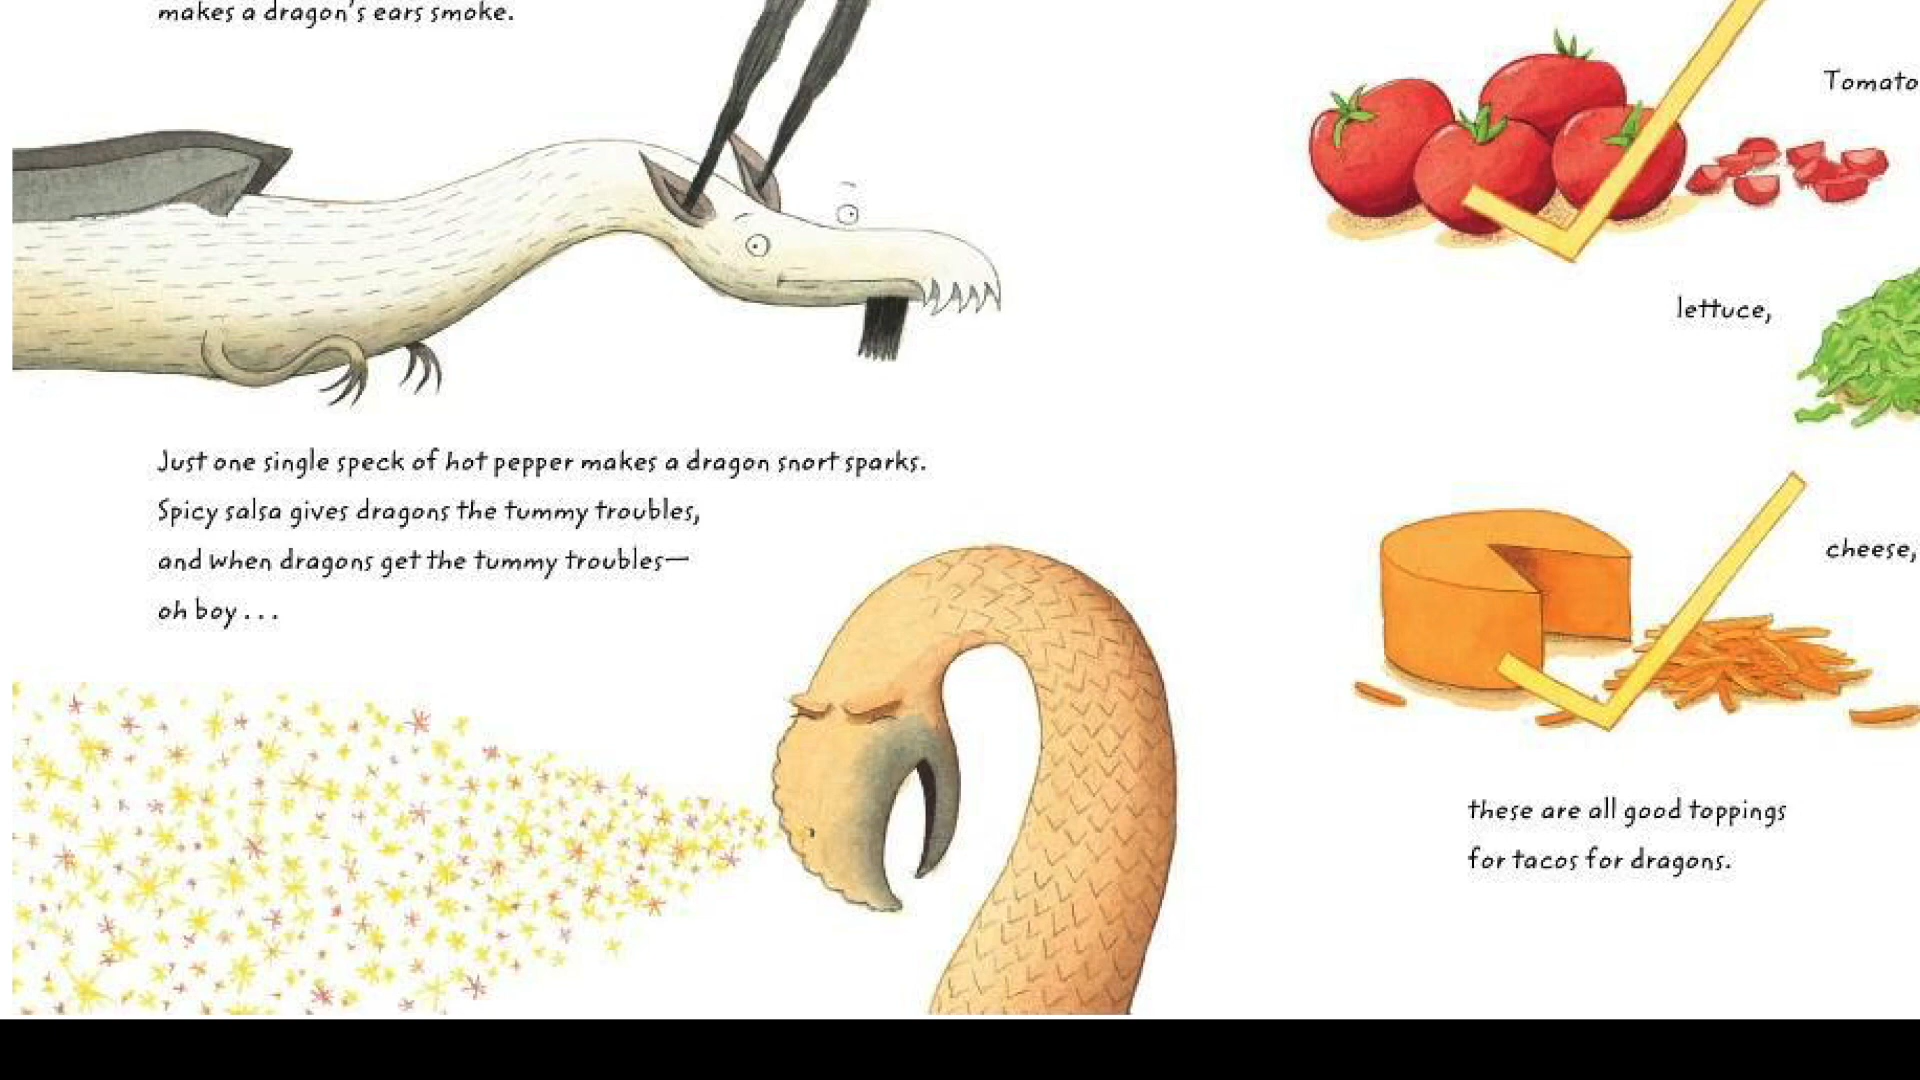 makes a dragon's ears smoke.
Just one single speck of hot pepper makes a dragon snort sparks.
Spicy salsa gives dragons the tummy troubles,
and when dragons get the tummy troubles—
oh boy . . .
Tomato
lettuce,
cheese,
these are all good toppings
for tacos for dragons.